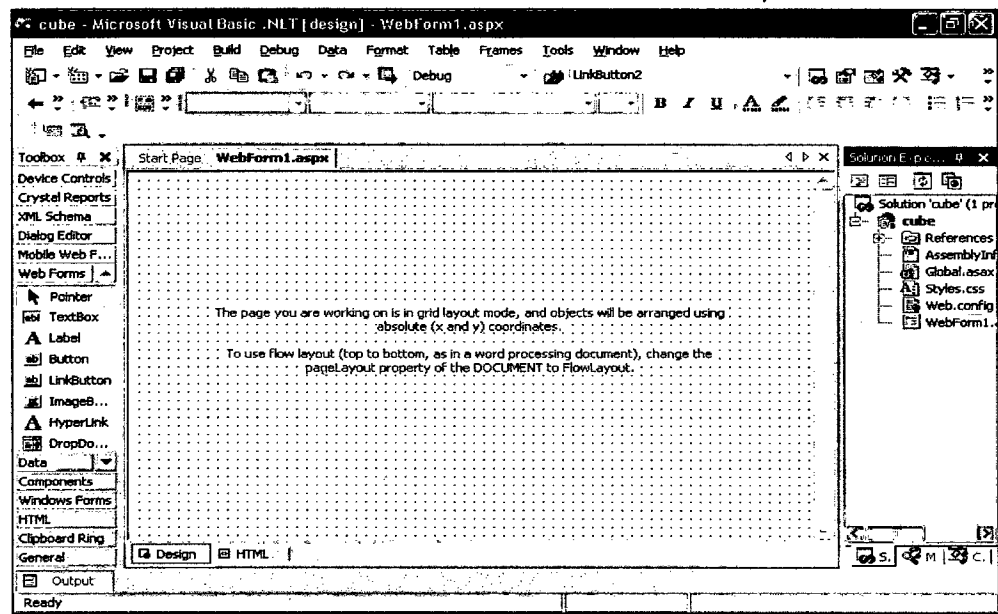 cube - Microsoft Visual Basic .NET [design] - WebForm1.aspx
File Edit View Project Build Debug Data Format Table Frames Tools Window Help
Debug LinkButton2
B I U A
Toolbox
Start Page WebForm1.aspx
Solution Explo...
Device Controls
Crystal Reports
XML Schema
Dialog Editor
Mobile Web F...
Web Forms
Pointer
abl TextBox
A Label
ab Button
ab LinkButton
ImageB...
A HyperLink
DropDo...
Data
Components
Windows Forms
HTML
Clipboard Ring
General
The page you are working on is in grid layout mode, and objects will be arranged using
absolute (x and y) coordinates.
To use flow layout (top to bottom, as in a word processing document), change the
pageLayout property of the DOCUMENT to FlowLayout.
Solution 'cube' (1 pr
cube
References
AssemblyInf
Global.asax
Styles.css
Web.config
WebForm1.
Design HTML
S. M C.
Output
Ready